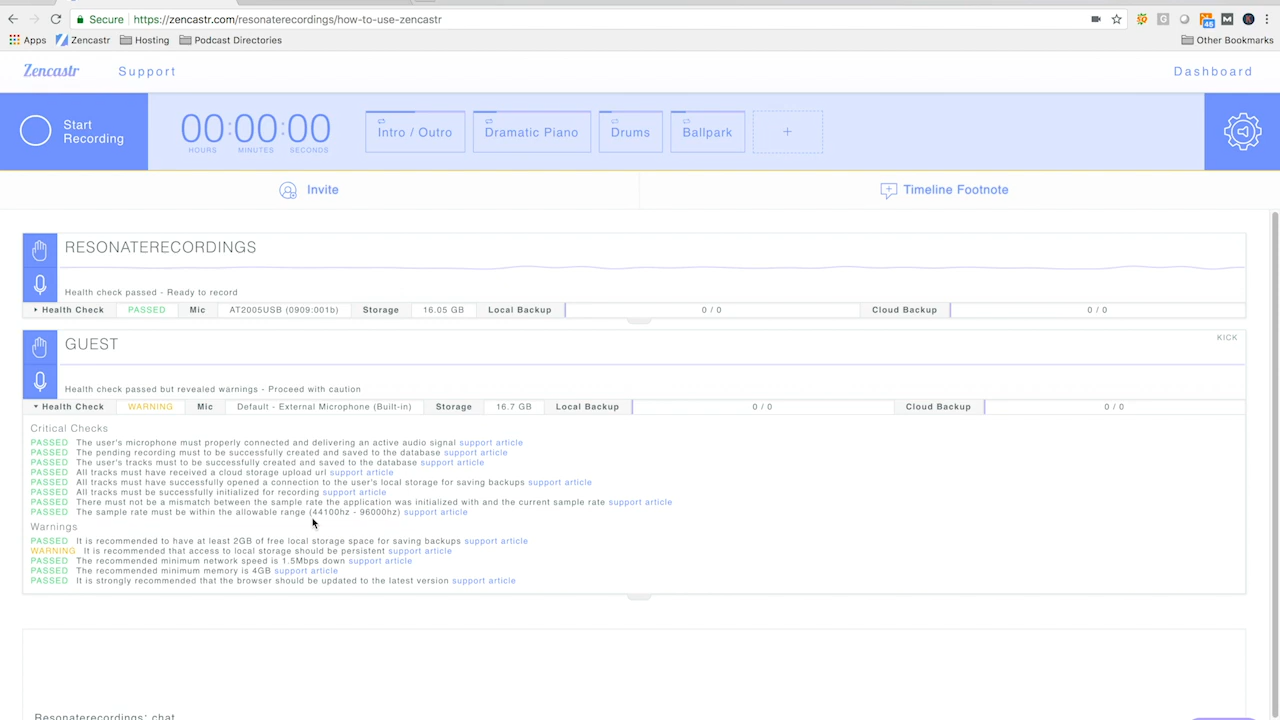 Secure https://zencastr.com/resonaterecordings/how-to-use-zencastr
45
Apps Zencastr Hosting Podcast Directories Other Bookmarks
Zencastr Support Dashboard
Start
Recording
00:00:00
HOURS MINUTES SECONDS
Intro / Outro Dramatic Piano Drums Ballpark +
Invite Timeline Footnote
RESONATERECORDINGS
Health check passed - Ready to record
Health Check PASSED Mic AT2005USB (0909:001b) Storage 16.05 GB Local Backup 0 / 0 Cloud Backup 0 / 0
GUEST KICK
Health check passed but revealed warnings - Proceed with caution
Health Check WARNING Mic Default - External Microphone (Built-in) Storage 16.7 GB Local Backup 0 / 0 Cloud Backup 0 / 0
Critical Checks
PASSED The user's microphone must properly connected and delivering an active audio signal support article
PASSED The pending recording must to be successfully created and saved to the database support article
PASSED The user's tracks must to be successfully created and saved to the database support article
PASSED All tracks must have received a cloud storage upload url support article
PASSED All tracks must have successfully opened a connection to the user's local storage for saving backups support article
PASSED All tracks must be successfully initialized for recording support article
PASSED There must not be a mismatch between the sample rate the application was initialized with and the current sample rate support article
PASSED The sample rate must be within the allowable range (44100hz - 96000hz) support article
Warnings
PASSED It is recommended to have at least 2GB of free local storage space for saving backups support article
WARNING It is recommended that access to local storage should be persistent support article
PASSED The recommended minimum network speed is 1.5Mbps down support article
PASSED The recommended minimum memory is 4GB support article
PASSED It is strongly recommended that the browser should be updated to the latest version support article
Resonaterecordings: chat